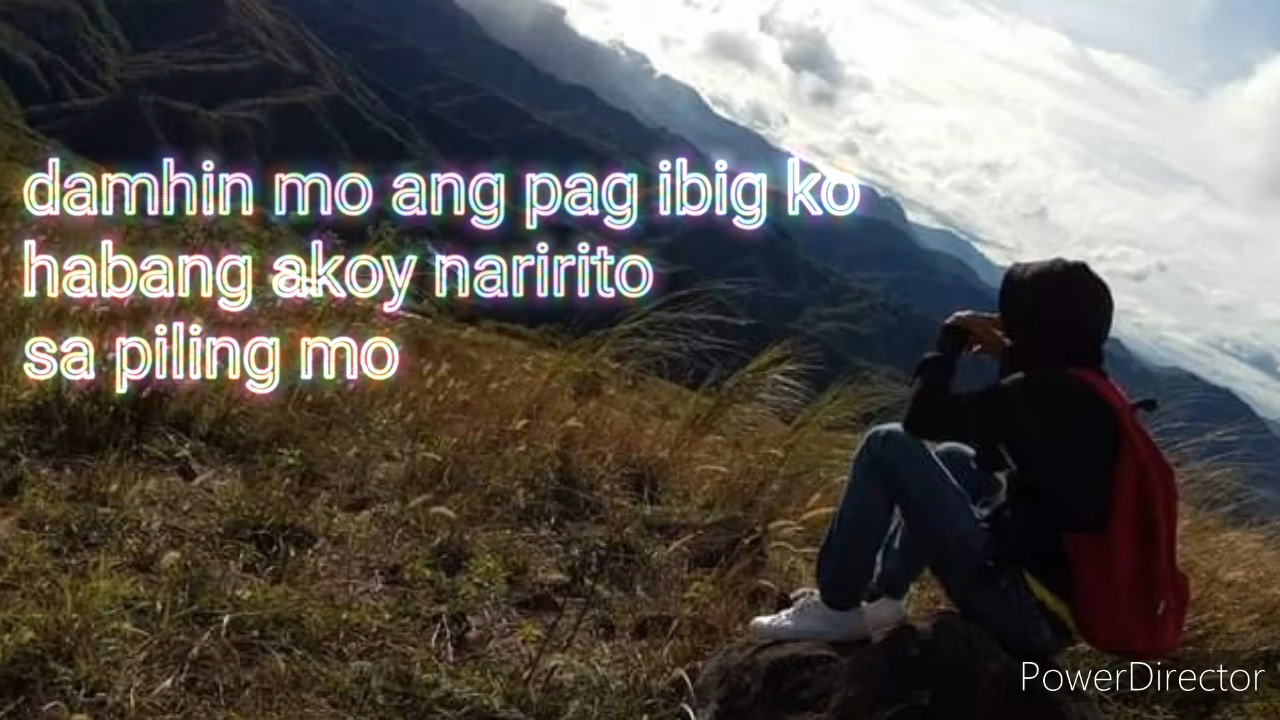 damhin mo ang pag ibig ko
habang akoy naririto
sa piling mo
PowerDirector